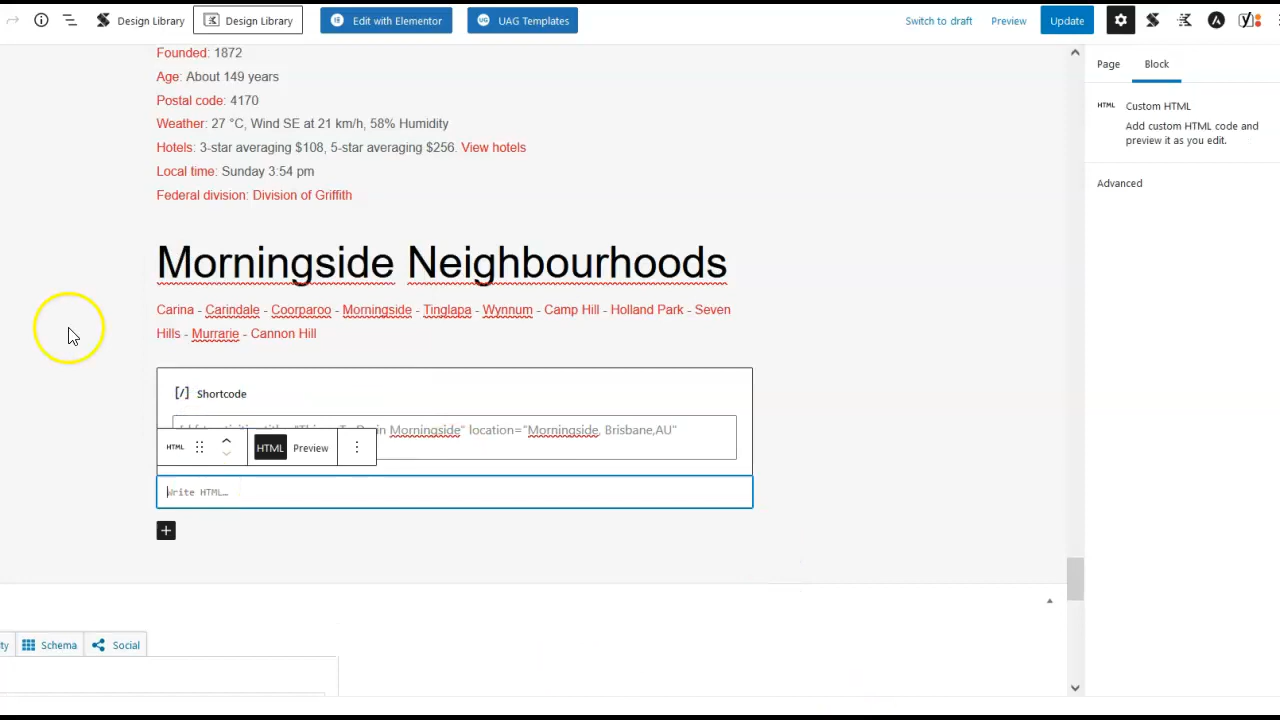 Design Library
Design Library
Edit with Elementor
UG
UAG Templates
Switch to draft
Preview
Update
Founded: 1872
Age: About 149 years
Postal code: 4170
Weather: 27 °C, Wind SE at 21 km/h, 58% Humidity
Hotels: 3-star averaging $108, 5-star averaging $256. View hotels
Local time: Sunday 3:54 pm
Federal division: Division of Griffith
Morningside Neighbourhoods
Carina - Carindale - Coorparoo - Morningside - Tinglapa - Wynnum - Camp Hill - Holland Park - Seven
Hills - Murrarie - Cannon Hill
[/] Shortcode
in Morningside" location="Morningside, Brisbane,AU"
HTML
HTML
Preview
Write HTML...
Page
Block
HTML
Custom HTML
Add custom HTML code and
preview it as you edit.
Advanced
Schema
Social